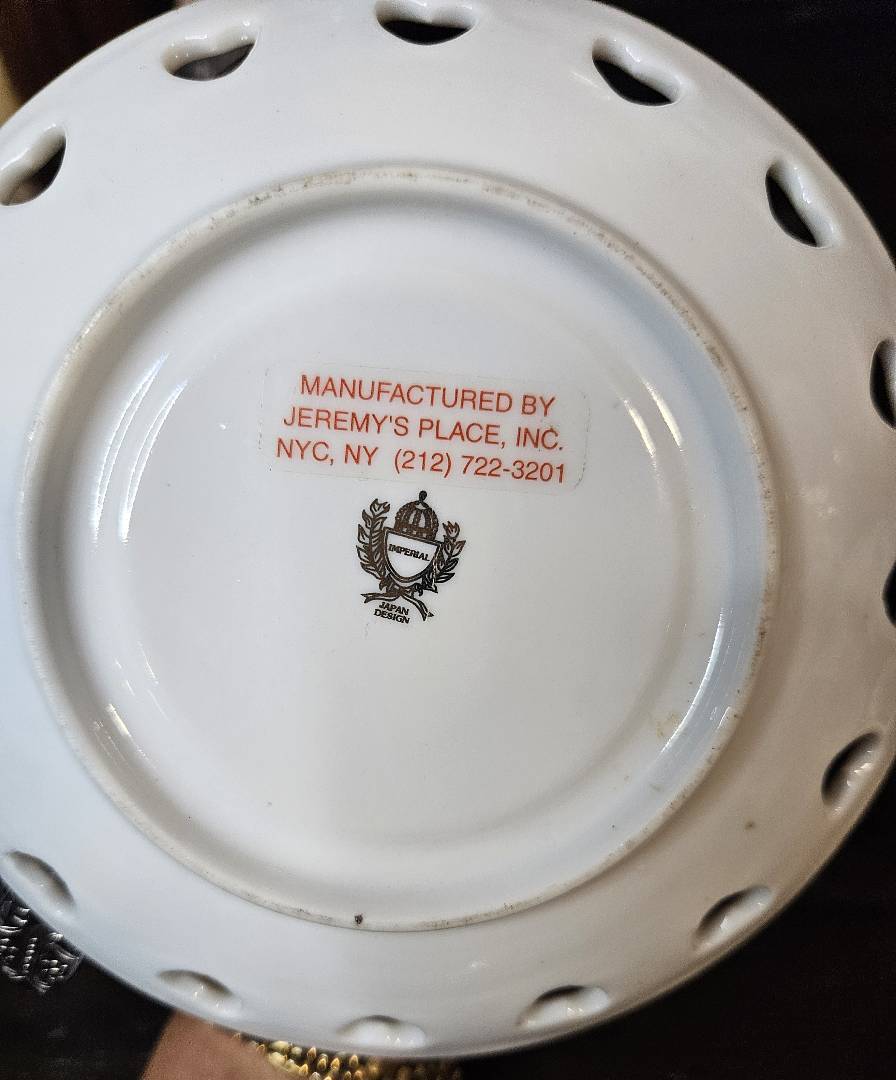 MANUFACTURED BY
JEREMY'S PLACE, INC.
NYC, NY (212) 722-3201
IMPERIAL
JAPAN
DESIGN